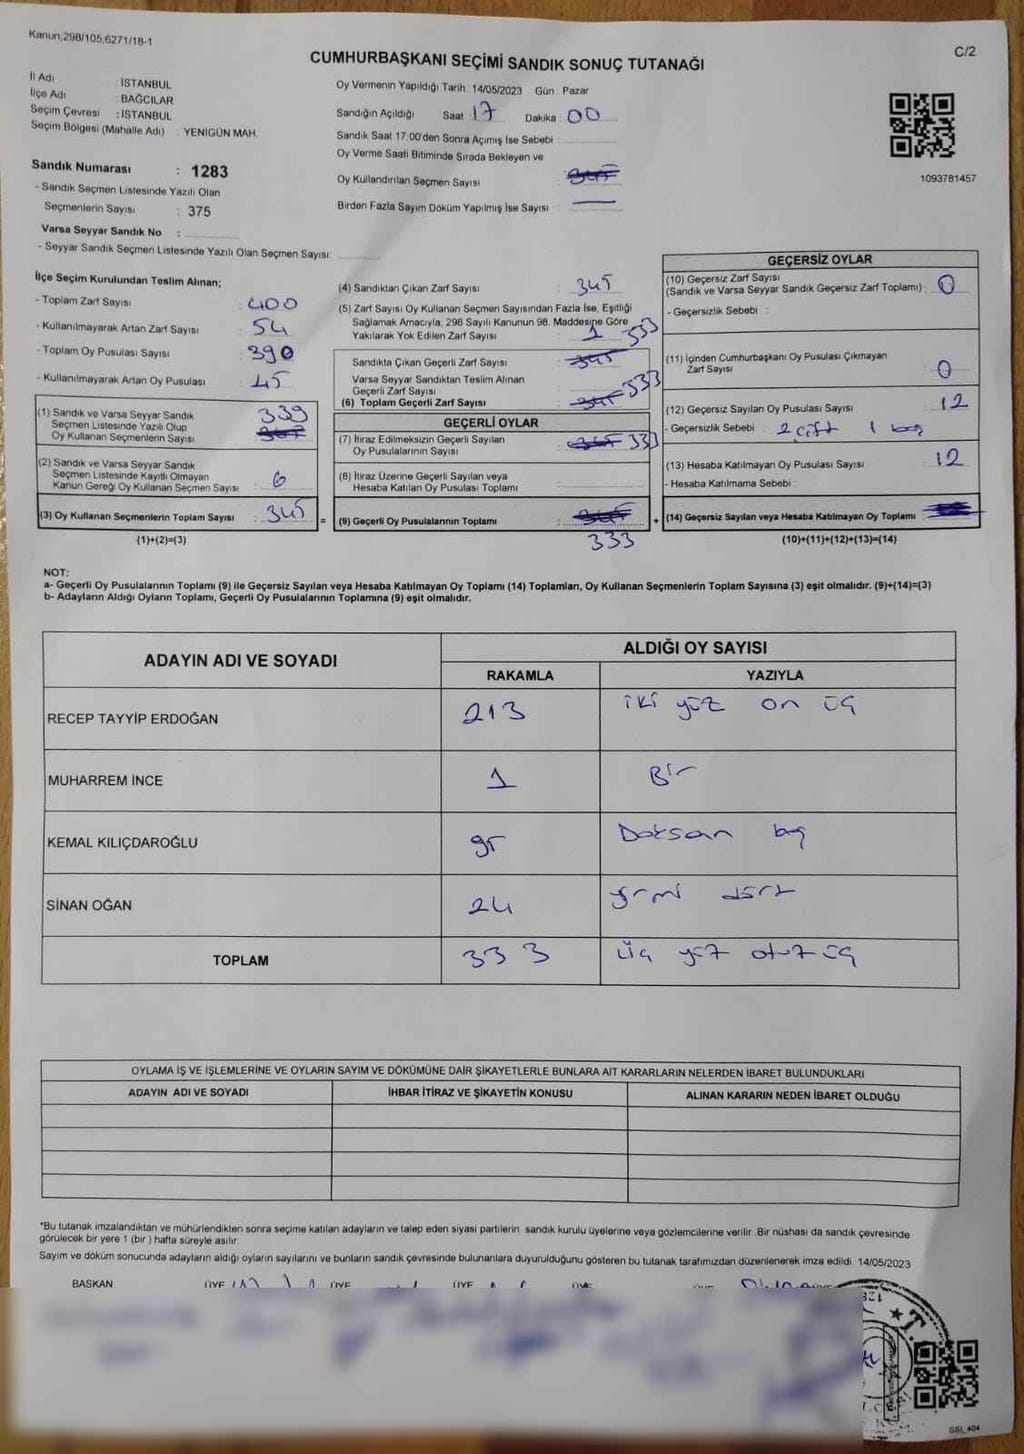 Kanun,298/105,6271/18-1
C/2
CUMHURBAŞKANI SEÇİMİ SANDIK SONUÇ TUTANAĞI
İl Adı : İSTANBUL
İlçe Adı : BAĞCILAR
Seçim Çevresi : İSTANBUL
Seçim Bölgesi (Mahalle Adı) : YENİGÜN MAH.
Sandık Numarası : 1283
- Sandık Seçmen Listesinde Yazılı Olan
Seçmenlerin Sayısı : 375
Varsa Seyyar Sandık No :
- Seyyar Sandık Seçmen Listesinde Yazılı Olan Seçmen Sayısı:
Oy Vermenin Yapıldığı Tarih 14/05/2023 Gün : Pazar
Sandığın Açıldığı Saat 17 Dakika : 00
Sandık Saat 17:00'den Sonra Açımış İse Sebebi :
Oy Verme Saati Bitiminde Sırada Bekleyen ve
Oy Kullandırılan Seçmen Sayısı :
Birden Fazla Sayım Döküm Yapılmış İse Sayısı : —
1093781457
İlçe Seçim Kurulundan Teslim Alınan;
- Toplam Zarf Sayısı : 400
- Kullanılmayarak Artan Zarf Sayısı : 54
- Toplam Oy Pusulası Sayısı : 390
- Kullanılmayarak Artan Oy Pusulası : 45
(1) Sandık ve Varsa Seyyar Sandık
Seçmen Listesinde Yazılı Olup
Oy Kullanan Seçmenlerin Sayısı : 339
(2) Sandık ve Varsa Seyyar Sandık
Seçmen Listesinde Kayıtlı Olmayan
Kanun Gereği Oy Kullanan Seçmen Sayısı : 6
(3) Oy Kullanan Seçmenlerin Toplam Sayısı : 345
(1)+(2)=(3)
=
(4) Sandıktan Çıkan Zarf Sayısı : 345
(5) Zarf Sayısı Oy Kullanan Seçmen Sayısından Fazla İse, Eşitliği
Sağlamak Amacıyla, 298 Sayılı Kanunun 98. Maddesine Göre
Yakılarak Yok Edilen Zarf Sayısı : 1
Sandıkta Çıkan Geçerli Zarf Sayısı : 345 333
Varsa Seyyar Sandıktan Teslim Alınan
Geçerli Zarf Sayısı
(6) Toplam Geçerli Zarf Sayısı : 345 333
GEÇERLİ OYLAR
(7) İtiraz Edilmeksizin Geçerli Sayılan
Oy Pusulalarının Sayısı : 345 333
(8) İtiraz Üzerine Geçerli Sayılan veya
Hesaba Katılan Oy Pusulası Toplamı
(9) Geçerli Oy Pusulalarının Toplamı : 345
333
+
GEÇERSİZ OYLAR
(10) Geçersiz Zarf Sayısı
(Sandık ve Varsa Seyyar Sandık Geçersiz Zarf Toplamı) : 0
- Geçersizlik Sebebi :
(11) İçinden Cumhurbaşkanı Oy Pusulası Çıkmayan
Zarf Sayısı : 0
(12) Geçersiz Sayılan Oy Pusulası Sayısı : 12
- Geçersizlik Sebebi : 2 çift 1 boş
(13) Hesaba Katılmayan Oy Pusulası Sayısı : 12
- Hesaba Katılmama Sebebi :
(14) Geçersiz Sayılan veya Hesaba Katılmayan Oy Toplamı :
(10)+(11)+(12)+(13)=(14)
NOT:
a- Geçerli Oy Pusulalarının Toplamı (9) ile Geçersiz Sayılan veya Hesaba Katılmayan Oy Toplamı (14) Toplamları, Oy Kullanan Seçmenlerin Toplam Sayısına (3) eşit olmalıdır. (9)+(14)=(3)
b- Adayların Aldığı Oyların Toplamı, Geçerli Oy Pusulalarının Toplamına (9) eşit olmalıdır.
ADAYIN ADI VE SOYADI
ALDIĞI OY SAYISI
RAKAMLA YAZIYLA
RECEP TAYYİP ERDOĞAN 213 iki yüz on üç
MUHARREM İNCE 1 Bir
KEMAL KILIÇDAROĞLU 95 Doksan beş
SİNAN OĞAN 24 yirmi dört
TOPLAM 333 üç yüz otuz üç
OYLAMA İŞ VE İŞLEMLERİNE VE OYLARIN SAYIM VE DÖKÜMÜNE DAİR ŞİKAYETLERLE BUNLARA AİT KARARLARIN NELERDEN İBARET BULUNDUKLARI
ADAYIN ADI VE SOYADI İHBAR İTİRAZ VE ŞİKAYETİN KONUSU ALINAN KARARIN NEDEN İBARET OLDUĞU
*Bu tutanak imzalandıktan ve mühürlendikten sonra seçime katılan adayların ve talep eden siyasi partilerin sandık kurulu üyelerine veya gözlemcilerine verilir. Bir nüshası da sandık çevresinde
görülecek bir yere 1 (bir ) hafta süreyle asılır.
Sayım ve döküm sonucunda adayların aldığı oyların sayılarını ve bunların sandık çevresinde bulunanlara duyurulduğunu gösteren bu tutanak tarafımızdan düzenlenerek imza edildi. 14/05/2023
BAŞKAN ÜYE ÜYE ÜYE ÜYE